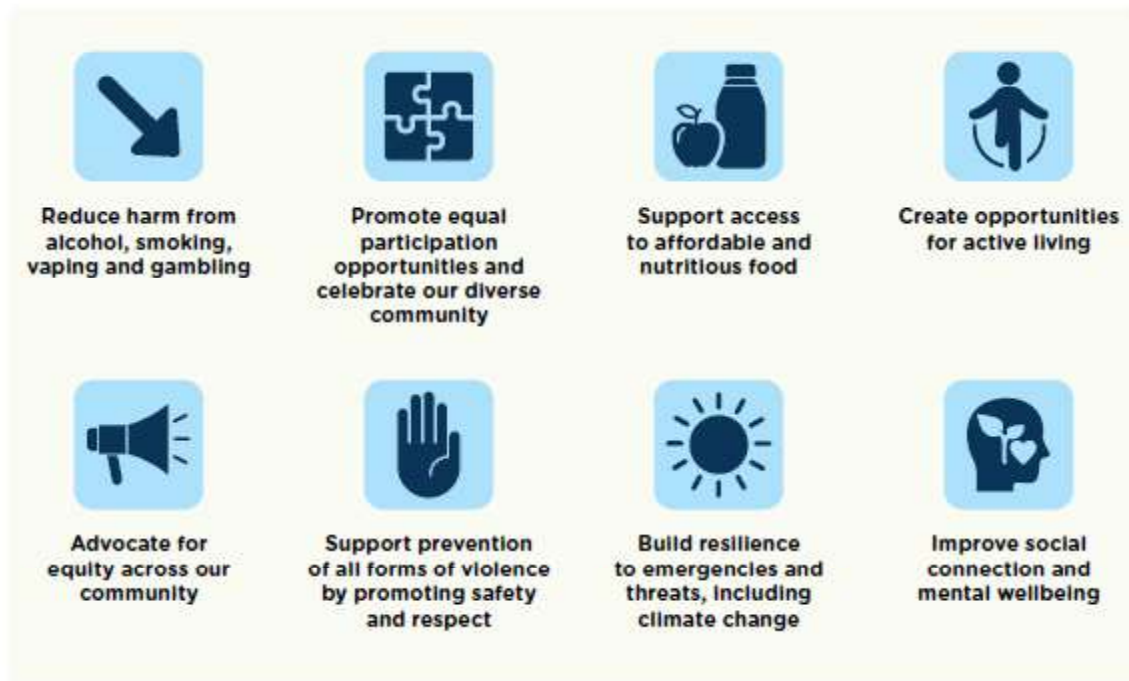 Reduce harm from
alcohol, smoking,
vaping and gambling
Promote equal
participation
opportunities and
celebrate our diverse
community
Support access
to affordable and
nutritious food
Create opportunities
for active living
Advocate for
equity across our
community
Support prevention
of all forms of violence
by promoting safety
and respect
Build resilience
to emergencies and
threats, including
climate change
Improve social
connection and
mental wellbeing